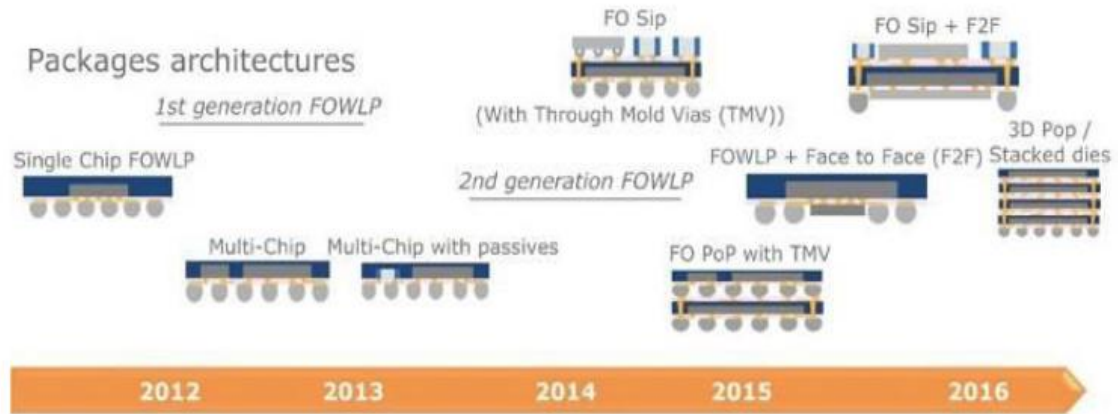 Packages architectures
1st generation FOWLP
FO Sip
FO Sip + F2F
(With Through Mold Vias (TMV))
3D Pop /
Stacked dies
Single Chip FOWLP
FOWLP + Face to Face (F2F)
2nd generation FOWLP
Multi-Chip
Multi-Chip with passives
FO PoP with TMV
2012
2013
2014
2015
2016